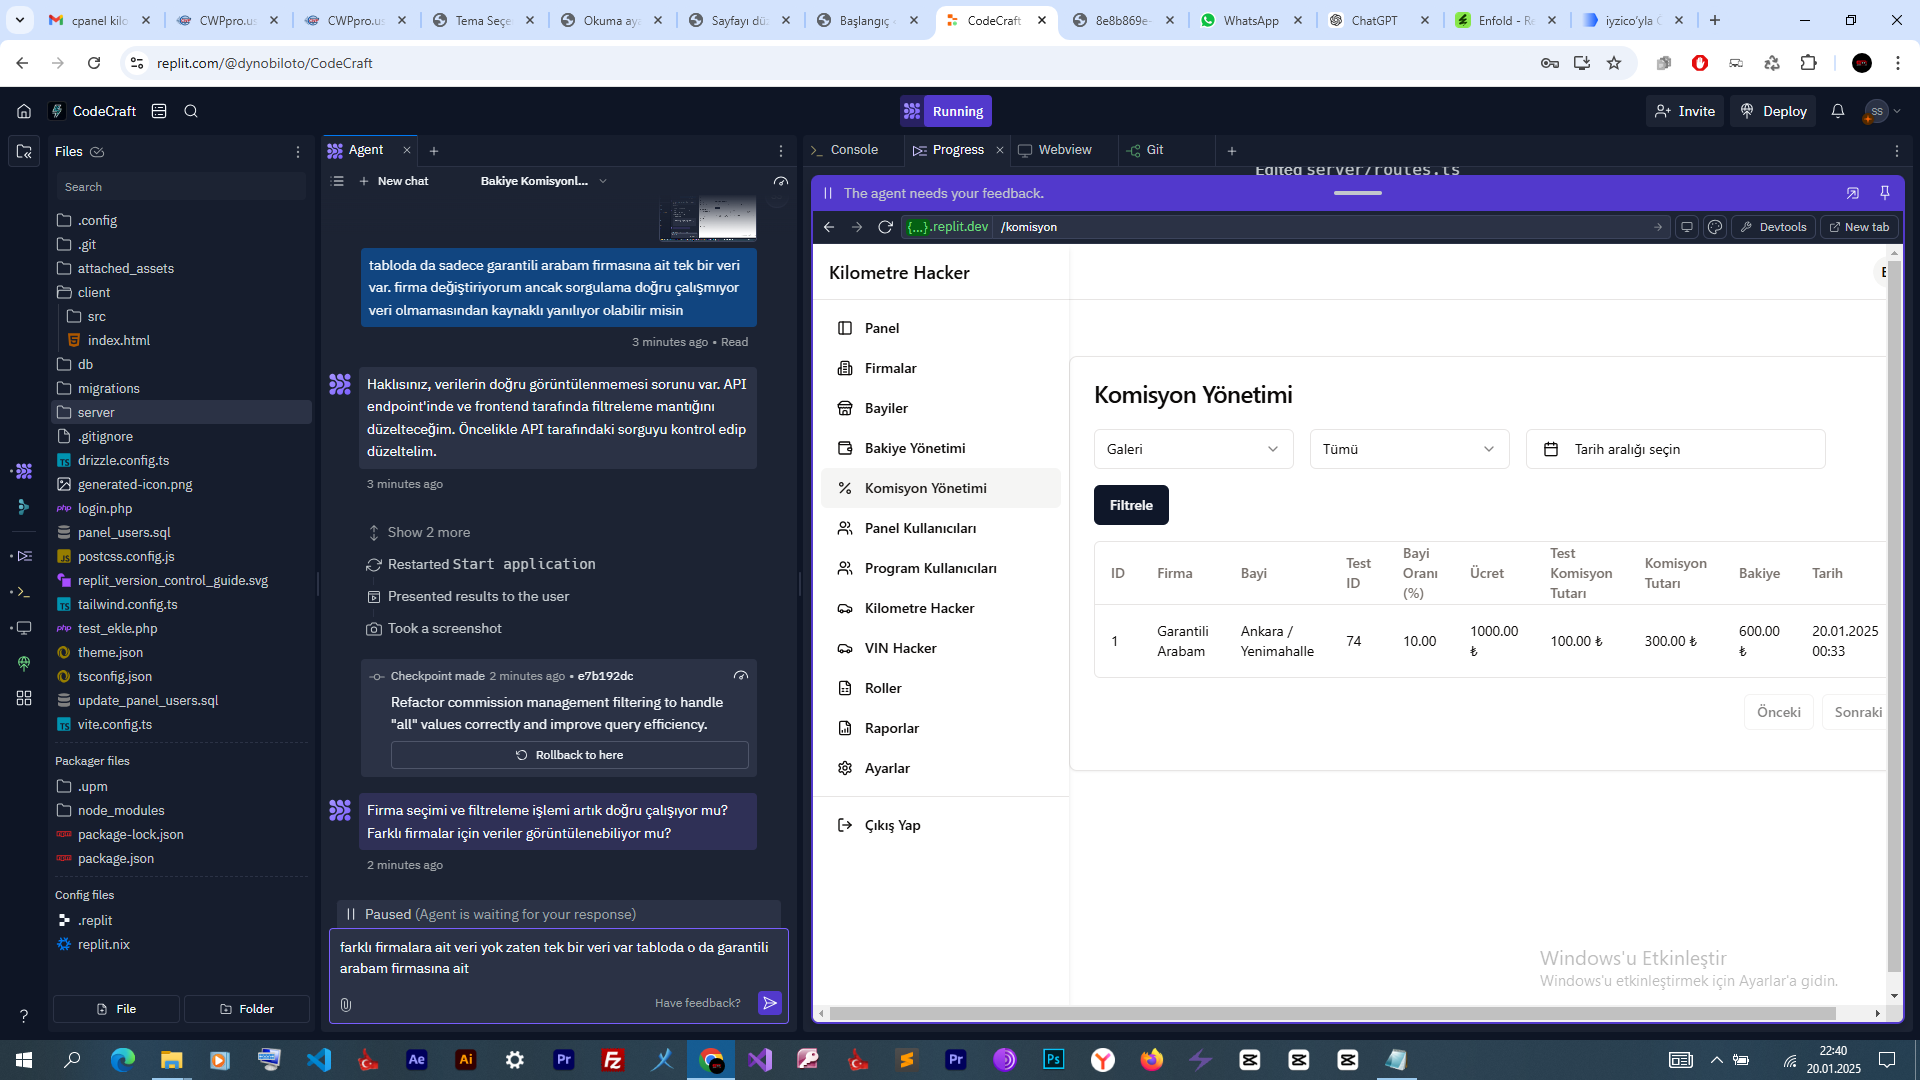 cpanel kilo
CWPpro.us
CWPpro.us
Tema Seçe
Okuma aya
Sayfayı düz
Başlangıç
CodeCraft
8e8b869e-
WhatsApp
ChatGPT
Enfold - Re
iyzico'yla
replit.com/@dynobiloto/CodeCraft
CodeCraft
Running
Invite
Deploy
SS
Files
Search
.config
.git
attached_assets
client
src
index.html
db
migrations
server
.gitignore
drizzle.config.ts
generated-icon.png
login.php
panel_users.sql
postcss.config.js
replit_version_control_guide.svg
tailwind.config.ts
test_ekle.php
theme.json
tsconfig.json
update_panel_users.sql
vite.config.ts
Packager files
.upm
node_modules
package-lock.json
package.json
Config files
.replit
replit.nix
File
Folder
Agent
New chat
Bakiye Komisyonl...
tabloda da sadece garantili arabam firmasına ait tek bir veri
var. firma değiştiriyorum ancak sorgulama doğru çalışmıyor
veri olmamasından kaynaklı yanılıyor olabilir misin
3 minutes ago • Read
Haklısınız, verilerin doğru görüntülenmemesi sorunu var. API
endpoint'inde ve frontend tarafında filtreleme mantığını
düzelteceğim. Öncelikle API tarafındaki sorguyu kontrol edip
düzeltelim.
3 minutes ago
Show 2 more
Restarted Start application
Presented results to the user
Took a screenshot
Checkpoint made 2 minutes ago • e7b192dc
Refactor commission management filtering to handle
"all" values correctly and improve query efficiency.
Rollback to here
Firma seçimi ve filtreleme işlemi artık doğru çalışıyor mu?
Farklı firmalar için veriler görüntülenebiliyor mu?
2 minutes ago
Paused (Agent is waiting for your response)
farklı firmalara ait veri yok zaten tek bir veri var tabloda o da garantili
arabam firmasına ait
Have feedback?
Console
Progress
Webview
Git
Edited server/routes.ts
The agent needs your feedback.
{...}.replit.dev
/komisyon
Devtools
New tab
Kilometre Hacker
Panel
Firmalar
Bayiler
Bakiye Yönetimi
Komisyon Yönetimi
Panel Kullanıcıları
Program Kullanıcıları
Kilometre Hacker
VIN Hacker
Roller
Raporlar
Ayarlar
Çıkış Yap
Komisyon Yönetimi
Galeri
Tümü
Tarih aralığı seçin
Filtrele
ID
Firma
Bayi
Test
ID
Bayi
Oranı
(%)
Ücret
Test
Komisyon
Tutarı
Komisyon
Tutarı
Bakiye
Tarih
1
Garantili
Arabam
Ankara /
Yenimahalle
74
10.00
1000.00
₺
100.00 ₺
300.00 ₺
600.00
₺
20.01.2025
00:33
Önceki
Sonraki
Windows'u Etkinleştir
Windows'u etkinleştirmek için Ayarlar'a gidin.
22:40
20.01.2025